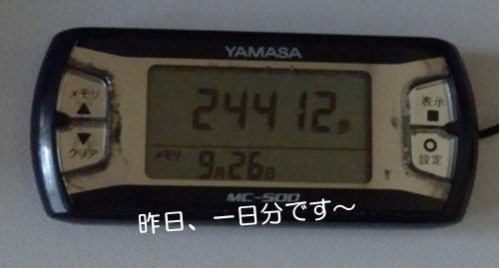 YAMASA
メモリ
▲
▼
クリア
24412歩
メモリ
9月26日
表示
■
○
設定
MC-500
昨日、一日分です～